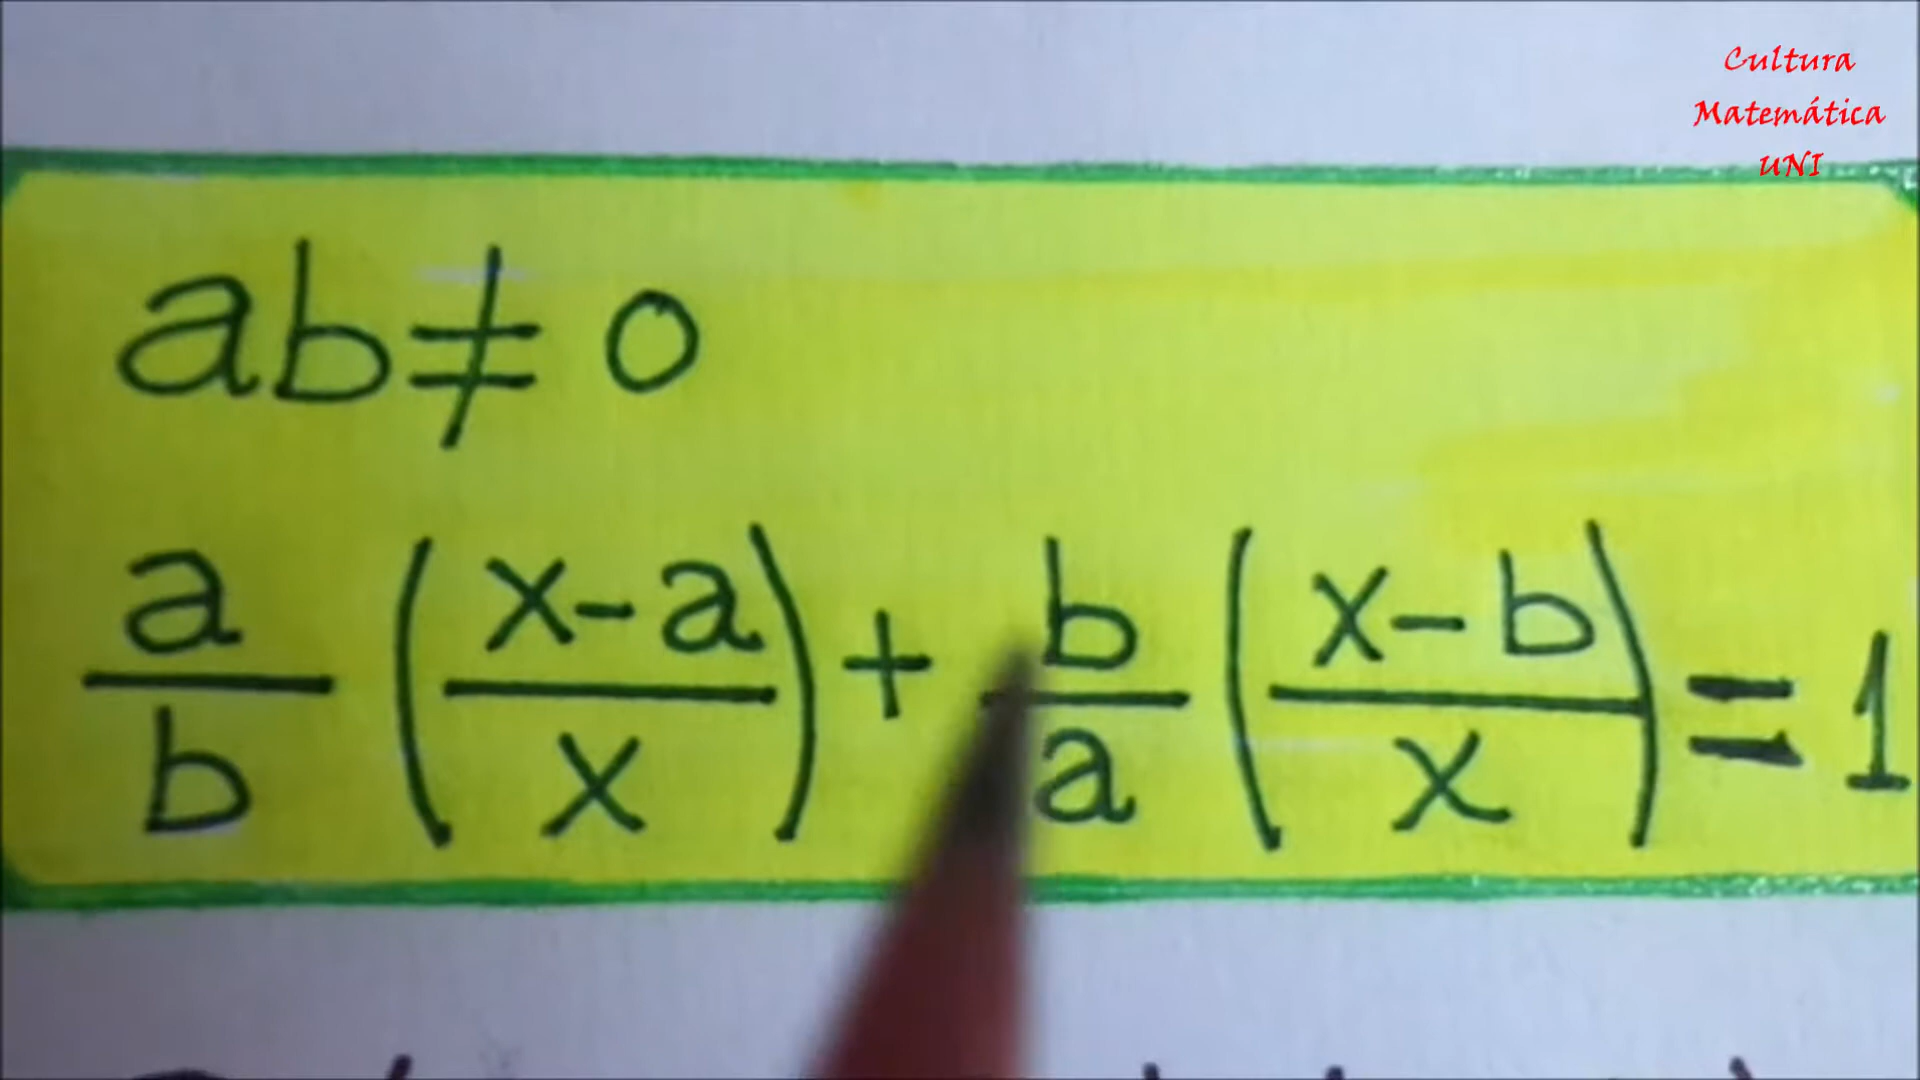 Cultura
Matemática
UNI
ab ≠ 0
a/b (x-a / x) + b/a (x-b / x) = 1